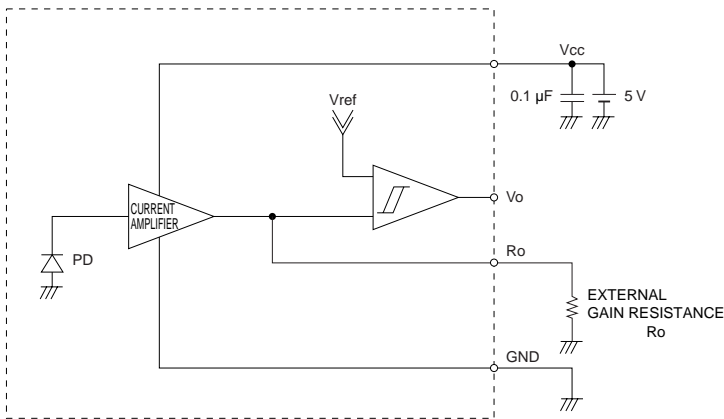 Vcc
0.1 µF
5 V
Vref
CURRENT
AMPLIFIER
Vo
PD
Ro
EXTERNAL
GAIN RESISTANCE
Ro
GND